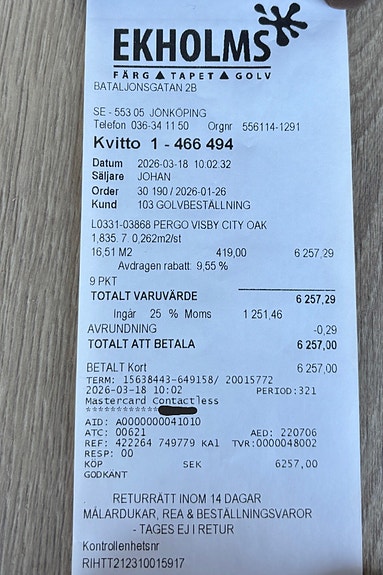 EKHOLMS
FÄRG ▲ TAPET ▲ GOLV
BATALJONSGATAN 2B
SE - 553 05 JÖNKÖPING
Telefon 036-34 11 50 Orgnr 556114-1291
Kvitto 1 - 466 494
Datum 2026-03-18 10.02.32
Säljare JOHAN
Order 30 190 / 2026-01-26
Kund 103 GOLVBESTÄLLNING
L0331-03868 PERGO VISBY CITY OAK
1,835. 7. 0,262m2/st
16,51 M2 419,00 6 257,29
Avdragen rabatt: 9,55 %
9 PKT
TOTALT VARUVÄRDE 6 257,29
Ingår 25 % Moms 1 251,46
AVRUNDNING -0,29
TOTALT ATT BETALA 6 257,00
BETALT Kort 6 257,00
TERM: 15638443-649158/ 20015772
2026-03-18 10:02 PERIOD:321
Mastercard Contactless
************
AID: A0000000041010
ATC: 00621 AED: 220706
REF: 422264 749779 KA1 TVR:0000048002
RESP: 00
KÖP SEK 6257,00
GODKÄNT
RETURRÄTT INOM 14 DAGAR
MÅLARDUKAR, REA & BESTÄLLNINGSVAROR
- TAGES EJ I RETUR
Kontrollenhetsnr
RIHTT212310015917